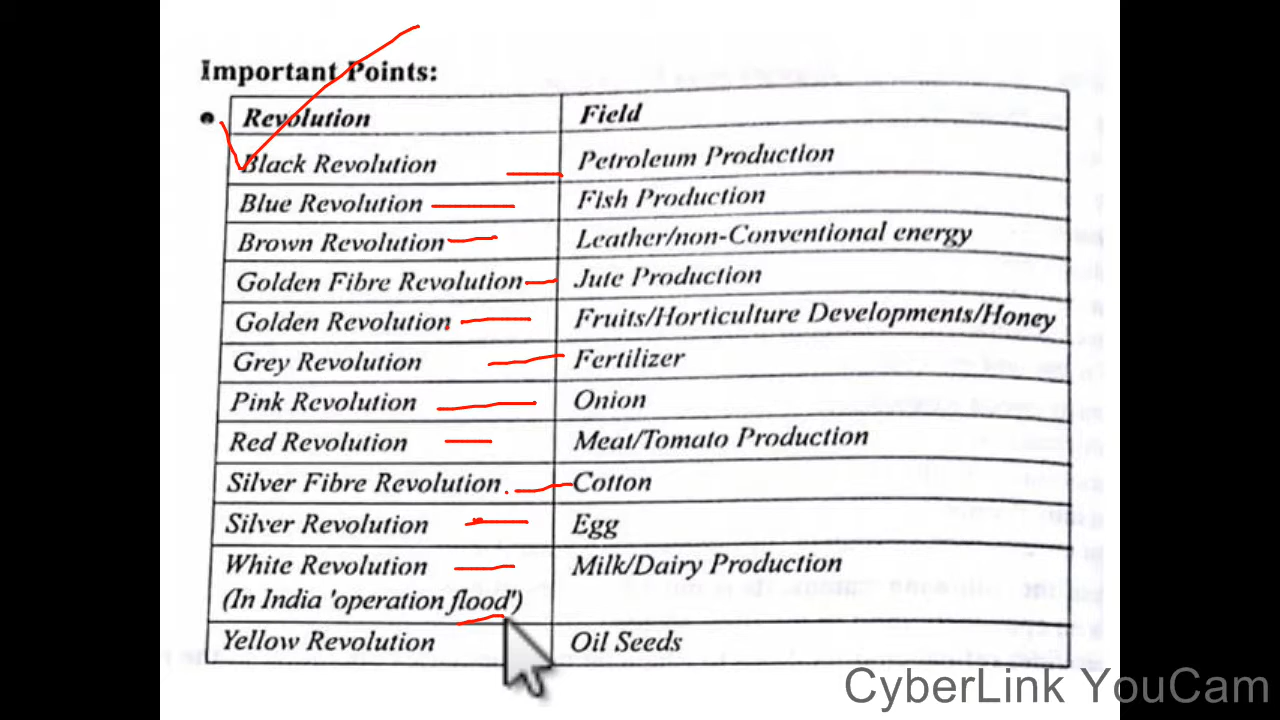 Important Points:
Revolution Field
Black Revolution Petroleum Production
Blue Revolution Fish Production
Brown Revolution Leather/non-Conventional energy
Golden Fibre Revolution Jute Production
Golden Revolution Fruits/Horticulture Developments/Honey
Grey Revolution Fertilizer
Pink Revolution Onion
Red Revolution Meat/Tomato Production
Silver Fibre Revolution Cotton
Silver Revolution Egg
White Revolution Milk/Dairy Production
(In India 'operation flood')
Yellow Revolution Oil Seeds
CyberLink YouCam